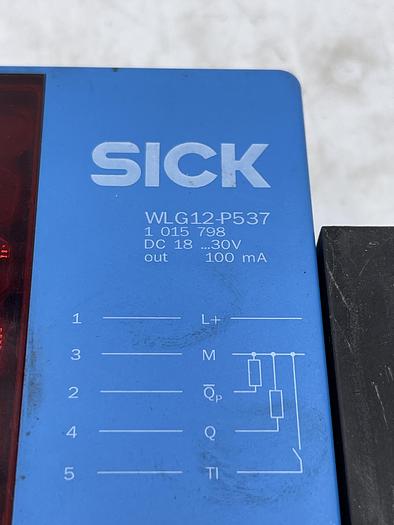 SICK
WLG12-P537
1 015 798
DC 18 ...30V
out 100 mA
1 L+
3 M
2 Q̅P
4 Q
5 TI